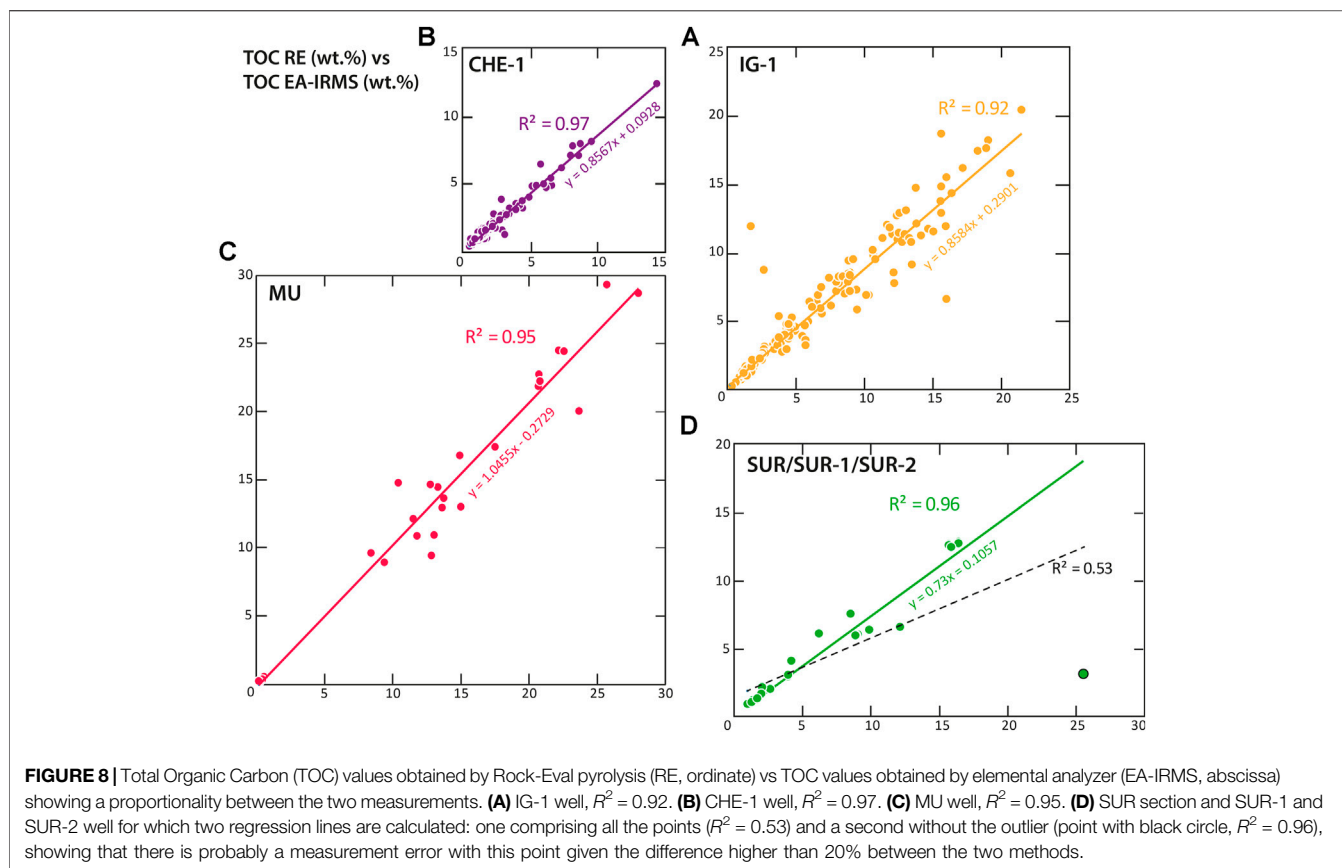 TOC RE (wt.%) vs
TOC EA-IRMS (wt.%)
B
CHE-1
15
10
5
R² = 0.97
y = 0.8567x + 0.0928
0 5 10 15
A
IG-1
25
20
15
10
5
R² = 0.92
y = 0.8584x + 0.2901
0 5 10 15 20 25
C
MU
30
25
20
15
10
5
R² = 0.95
y = 1.0455x - 0.2729
0 5 10 15 20 25 30
D
SUR/SUR-1/SUR-2
20
15
10
5
R² = 0.96
y = 0.73x = 0.1057
R² = 0.53
0 5 10 15 20 25 30
FIGURE 8 | Total Organic Carbon (TOC) values obtained by Rock-Eval pyrolysis (RE, ordinate) vs TOC values obtained by elemental analyzer (EA-IRMS, abscissa)
showing a proportionality between the two measurements. (A) IG-1 well, R² = 0.92. (B) CHE-1 well, R² = 0.97. (C) MU well, R² = 0.95. (D) SUR section and SUR-1 and
SUR-2 well for which two regression lines are calculated: one comprising all the points (R² = 0.53) and a second without the outlier (point with black circle, R² = 0.96),
showing that there is probably a measurement error with this point given the difference higher than 20% between the two methods.